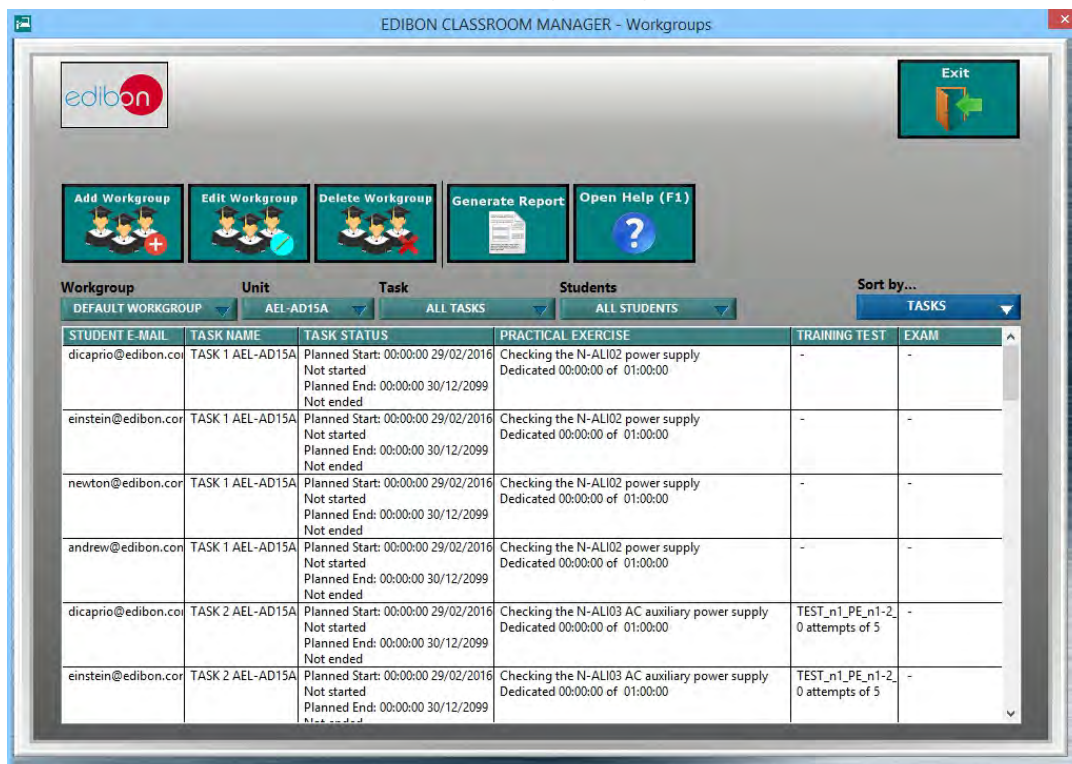 EDIBON CLASSROOM MANAGER - Workgroups
edibon
Exit
Add Workgroup Edit Workgroup Delete Workgroup Generate Report Open Help (F1)
Workgroup Unit Task Students Sort by...
DEFAULT WORKGROUP AEL-AD15A ALL TASKS ALL STUDENTS TASKS
STUDENT E-MAIL TASK NAME TASK STATUS PRACTICAL EXERCISE TRAINING TEST EXAM
dicaprio@edibon.cor TASK 1 AEL-AD15A Planned Start: 00:00:00 29/02/2016 Checking the N-ALI02 power supply - -
Not started Dedicated 00:00:00 of 01:00:00
Planned End: 00:00:00 30/12/2099
Not ended
einstein@edibon.cor TASK 1 AEL-AD15A Planned Start: 00:00:00 29/02/2016 Checking the N-ALI02 power supply - -
Not started Dedicated 00:00:00 of 01:00:00
Planned End: 00:00:00 30/12/2099
Not ended
newton@edibon.cor TASK 1 AEL-AD15A Planned Start: 00:00:00 29/02/2016 Checking the N-ALI02 power supply - -
Not started Dedicated 00:00:00 of 01:00:00
Planned End: 00:00:00 30/12/2099
Not ended
andrew@edibon.con TASK 1 AEL-AD15A Planned Start: 00:00:00 29/02/2016 Checking the N-ALI02 power supply - -
Not started Dedicated 00:00:00 of 01:00:00
Planned End: 00:00:00 30/12/2099
Not ended
dicaprio@edibon.cor TASK 2 AEL-AD15A Planned Start: 00:00:00 29/02/2016 Checking the N-ALI03 AC auxiliary power supply TEST_n1_PE_n1-2_ -
Not started Dedicated 00:00:00 of 01:00:00 0 attempts of 5
Planned End: 00:00:00 30/12/2099
Not ended
einstein@edibon.cor TASK 2 AEL-AD15A Planned Start: 00:00:00 29/02/2016 Checking the N-ALI03 AC auxiliary power supply TEST_n1_PE_n1-2_ -
Not started Dedicated 00:00:00 of 01:00:00 0 attempts of 5
Planned End: 00:00:00 30/12/2099